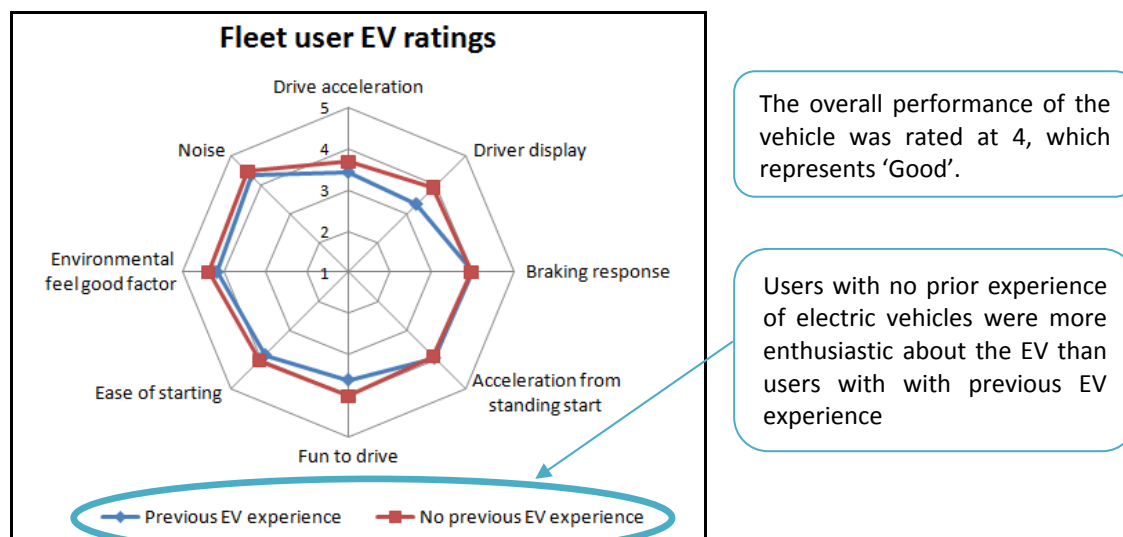 Fleet user EV ratings
Drive acceleration
5
4
3
2
1
Noise
Driver display
Environmental
feel good factor
Braking response
Ease of starting
Acceleration from
standing start
Fun to drive
Previous EV experience
No previous EV experience
The overall performance of the
vehicle was rated at 4, which
represents ‘Good’.
Users with no prior experience
of electric vehicles were more
enthusiastic about the EV than
users with with previous EV
experience